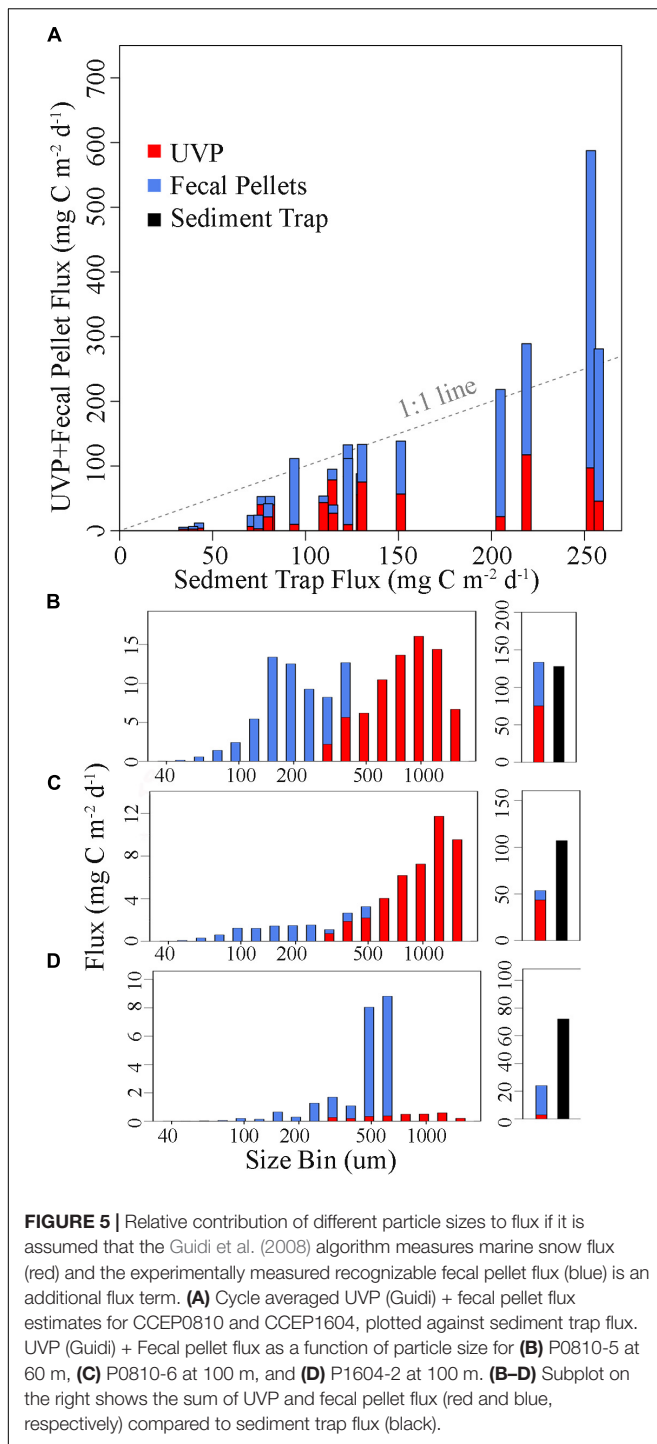 A
UVP+Fecal Pellet Flux (mg C m-2 d-1)
700
600
500
400
300
200
100
0
UVP
Fecal Pellets
Sediment Trap
1:1 line
0 50 100 150 200 250
Sediment Trap Flux (mg C m-2 d-1)
B
15
10
5
0
40 100 200 500 1000
200
150
100
50
0
C
Flux (mg C m-2 d-1)
12
8
4
0
40 100 200 500 1000
150
100
50
0
D
10
8
6
4
2
0
40 100 200 500 1000
100
80
60
40
20
0
Size Bin (um)
FIGURE 5 | Relative contribution of different particle sizes to flux if it is
assumed that the Guidi et al. (2008) algorithm measures marine snow flux
(red) and the experimentally measured recognizable fecal pellet flux (blue) is an
additional flux term. (A) Cycle averaged UVP (Guidi) + fecal pellet flux
estimates for CCEP0810 and CCEP1604, plotted against sediment trap flux.
UVP (Guidi) + Fecal pellet flux as a function of particle size for (B) P0810-5 at
60 m, (C) P0810-6 at 100 m, and (D) P1604-2 at 100 m. (B–D) Subplot on
the right shows the sum of UVP and fecal pellet flux (red and blue,
respectively) compared to sediment trap flux (black).